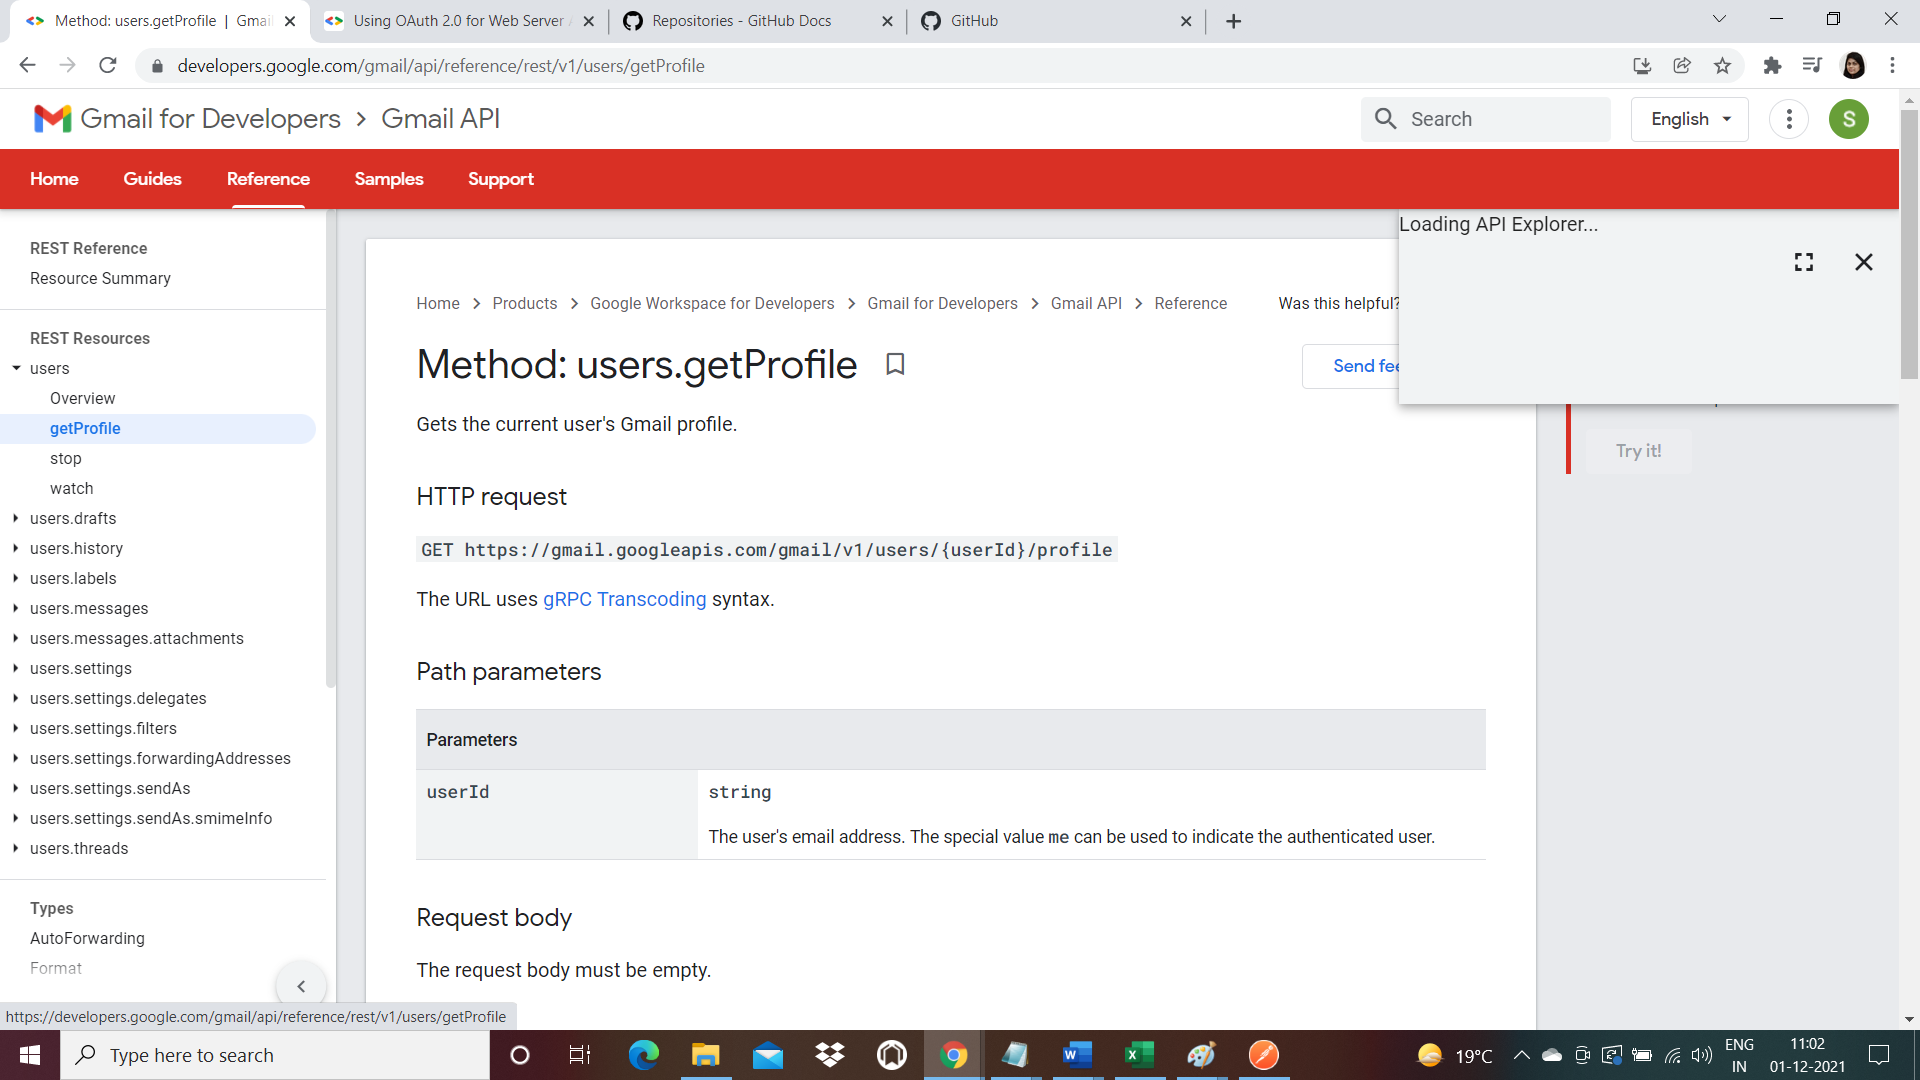 Method: users.getProfile | Gmai
Using OAuth 2.0 for Web Server
Repositories - GitHub Docs
GitHub
developers.google.com/gmail/api/reference/rest/v1/users/getProfile
Gmail for Developers > Gmail API
Search
English
S
Home
Guides
Reference
Samples
Support
REST Reference
Resource Summary
REST Resources
users
Overview
getProfile
stop
watch
users.drafts
users.history
users.labels
users.messages
users.messages.attachments
users.settings
users.settings.delegates
users.settings.filters
users.settings.forwardingAddresses
users.settings.sendAs
users.settings.sendAs.smimeInfo
users.threads
Types
AutoForwarding
Format
Loading API Explorer...
Home > Products > Google Workspace for Developers > Gmail for Developers > Gmail API > Reference
Was this helpful?
Method: users.getProfile
Send fee
Try it!
Gets the current user's Gmail profile.
HTTP request
GET https://gmail.googleapis.com/gmail/v1/users/{userId}/profile
The URL uses gRPC Transcoding syntax.
Path parameters
Parameters
userId
string
The user's email address. The special value me can be used to indicate the authenticated user.
Request body
The request body must be empty.
https://developers.google.com/gmail/api/reference/rest/v1/users/getProfile
Type here to search
19°C
ENG
IN
11:02
01-12-2021